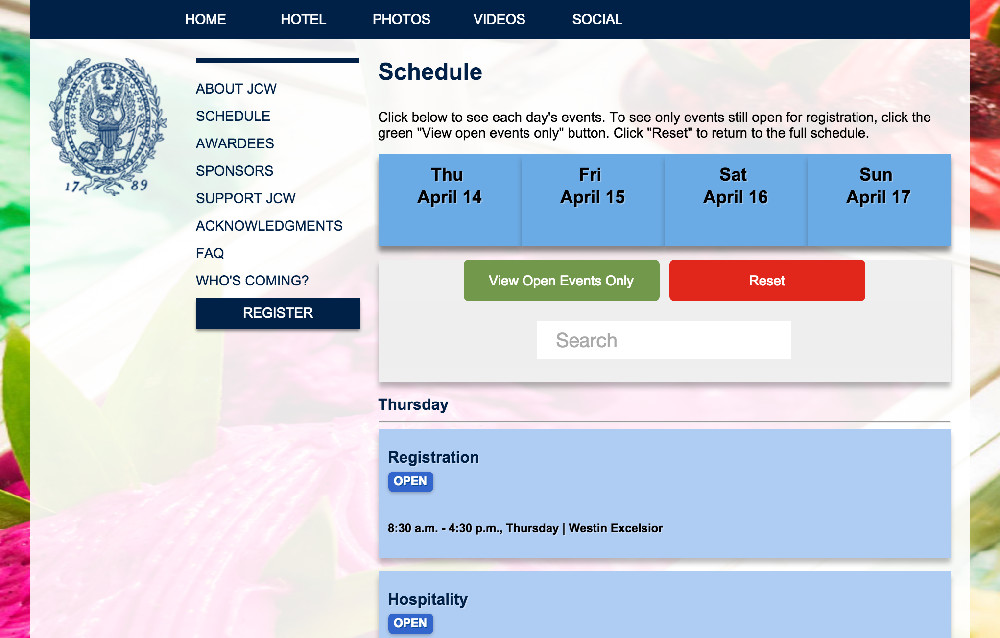 HOME HOTEL PHOTOS VIDEOS SOCIAL
17 89
ABOUT JCW
SCHEDULE
AWARDEES
SPONSORS
SUPPORT JCW
ACKNOWLEDGMENTS
FAQ
WHO'S COMING?
REGISTER
Schedule
Click below to see each day's events. To see only events still open for registration, click the
green "View open events only" button. Click "Reset" to return to the full schedule.
Thu Fri Sat Sun
April 14 April 15 April 16 April 17
View Open Events Only Reset
Search
Thursday
Registration
OPEN
8:30 a.m. - 4:30 p.m., Thursday | Westin Excelsior
Hospitality
OPEN